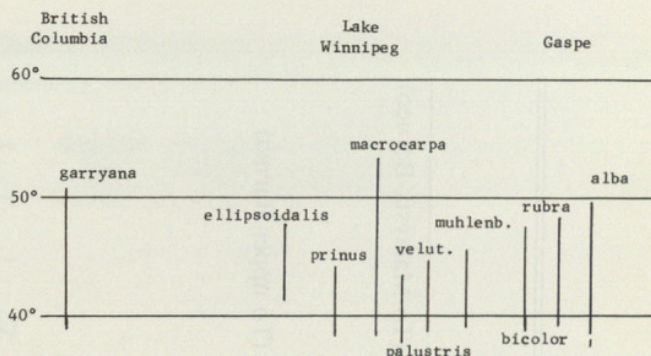 British
Columbia
Lake
Winnipeg
Gaspe
60°
macrocarpa
garryana
alba
50°
ellipsoidalis
rubra
muhlenb.
prinus
velut.
40°
bicolor
palustris